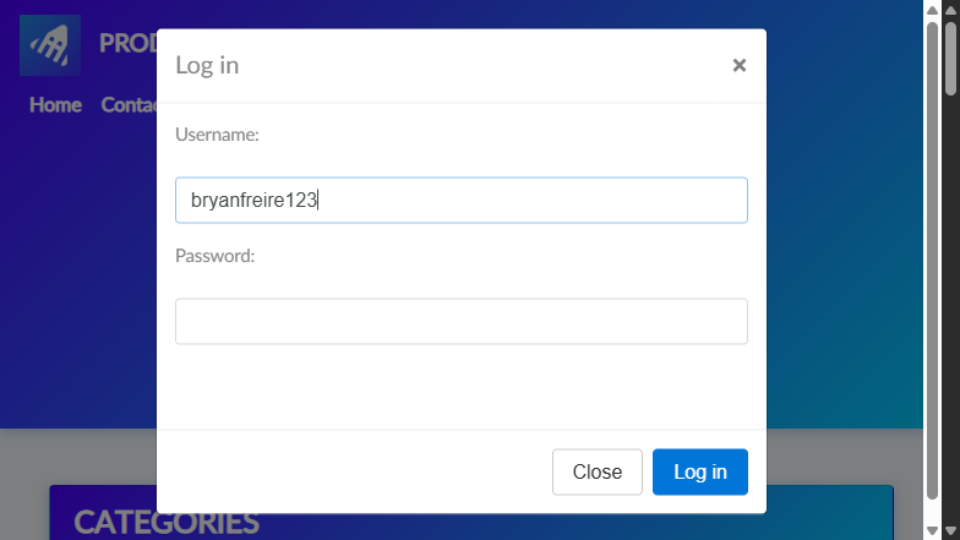 Log in ×
Username:
bryanfreire123
Password:
Close Log in
Home
CATEGORIES